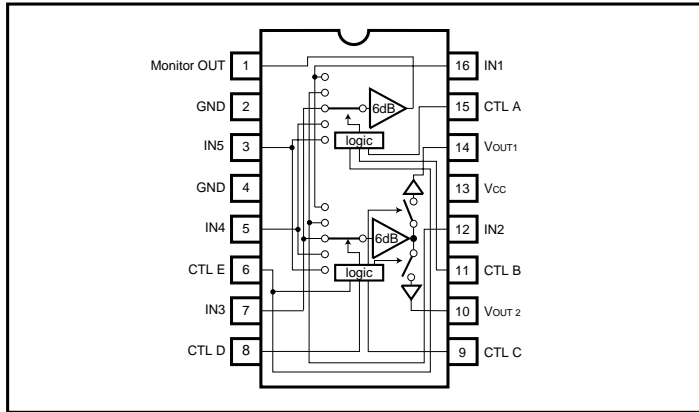 Monitor OUT 1 16 IN1
GND 2 6dB 15 CTL A
IN5 3 logic 14 VOUT1
GND 4 13 VCC
IN4 5 6dB 12 IN2
CTL E 6 logic 11 CTL B
IN3 7 10 VOUT 2
CTL D 8 9 CTL C